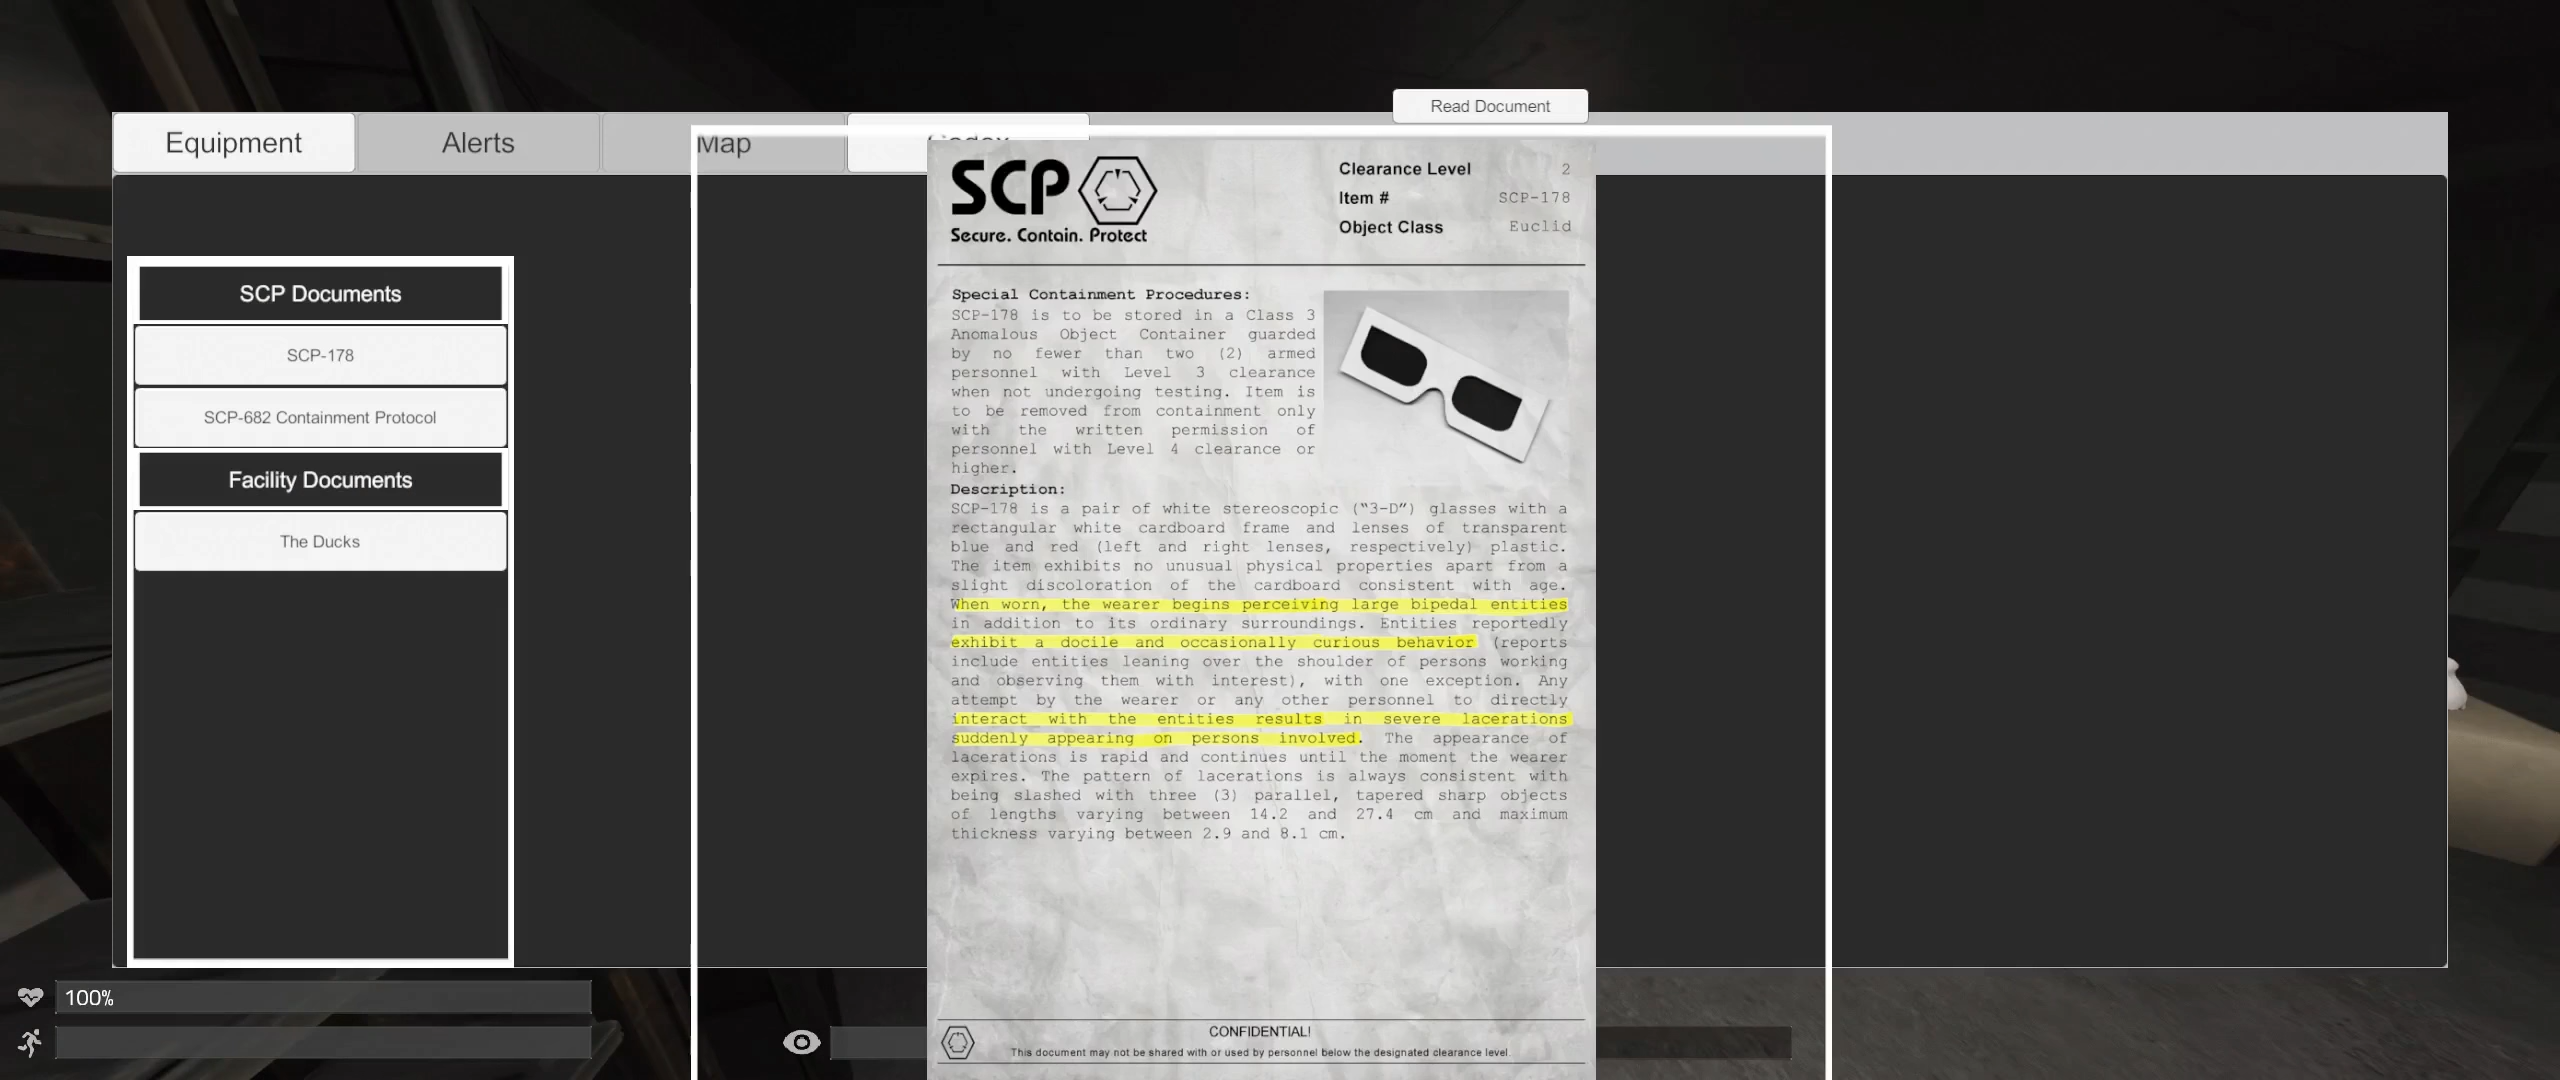 Read Document
Equipment
Alerts
Map
SCP
Secure. Contain. Protect
Clearance Level 2
Item # SCP-178
Object Class Euclid
SCP Documents
SCP-178
SCP-682 Containment Protocol
Facility Documents
The Ducks
Special Containment Procedures:
SCP-178 is to be stored in a Class 3
Anomalous Object Container guarded
by no fewer than two (2) armed
personnel with Level 3 clearance
when not undergoing testing. Item is
to be removed from containment only
with the written permission of
personnel with Level 4 clearance or
higher.
Description:
SCP-178 is a pair of white stereoscopic (“3-D”) glasses with a
rectangular white cardboard frame and lenses of transparent
blue and red (left and right lenses, respectively) plastic.
The item exhibits no unusual physical properties apart from a
slight discoloration of the cardboard consistent with age.
When worn, the wearer begins perceiving large bipedal entities
in addition to its ordinary surroundings. Entities reportedly
exhibit a docile and occasionally curious behavior (reports
include entities leaning over the shoulder of persons working
and observing them with interest), with one exception. Any
attempt by the wearer or any other personnel to directly
interact with the entities results in severe lacerations
suddenly appearing on persons involved. The appearance of
lacerations is rapid and continues until the moment the wearer
expires. The pattern of lacerations is always consistent with
being slashed with three (3) parallel, tapered sharp objects
of lengths varying between 14.2 and 27.4 cm and maximum
thickness varying between 2.9 and 8.1 cm.
100%
CONFIDENTIAL!
This document may not be shared with or used by personnel below the designated clearance level.